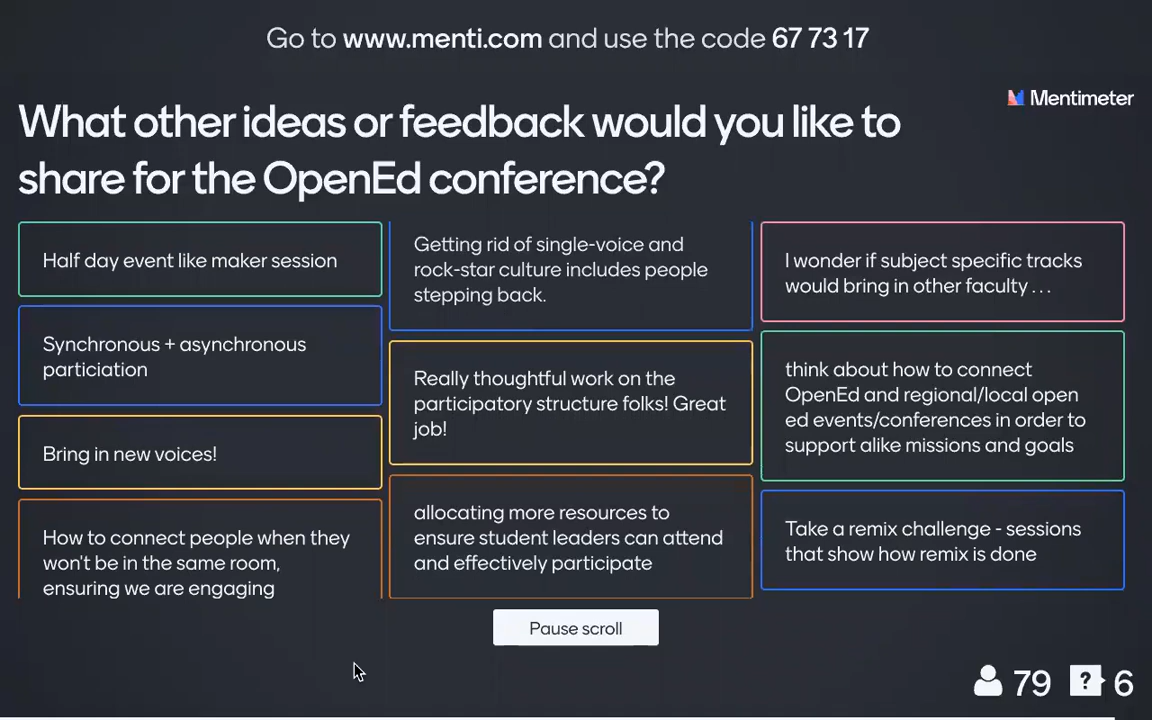 Go to www.menti.com and use the code 67 73 17
Mentimeter
What other ideas or feedback would you like to
share for the OpenEd conference?
Half day event like maker session
Synchronous + asynchronous
particiation
Bring in new voices!
How to connect people when they
won't be in the same room,
ensuring we are engaging
Getting rid of single-voice and
rock-star culture includes people
stepping back.
Really thoughtful work on the
participatory structure folks! Great
job!
allocating more resources to
ensure student leaders can attend
and effectively participate
I wonder if subject specific tracks
would bring in other faculty . . .
think about how to connect
OpenEd and regional/local open
ed events/conferences in order to
support alike missions and goals
Take a remix challenge - sessions
that show how remix is done
Pause scroll
79
? 6